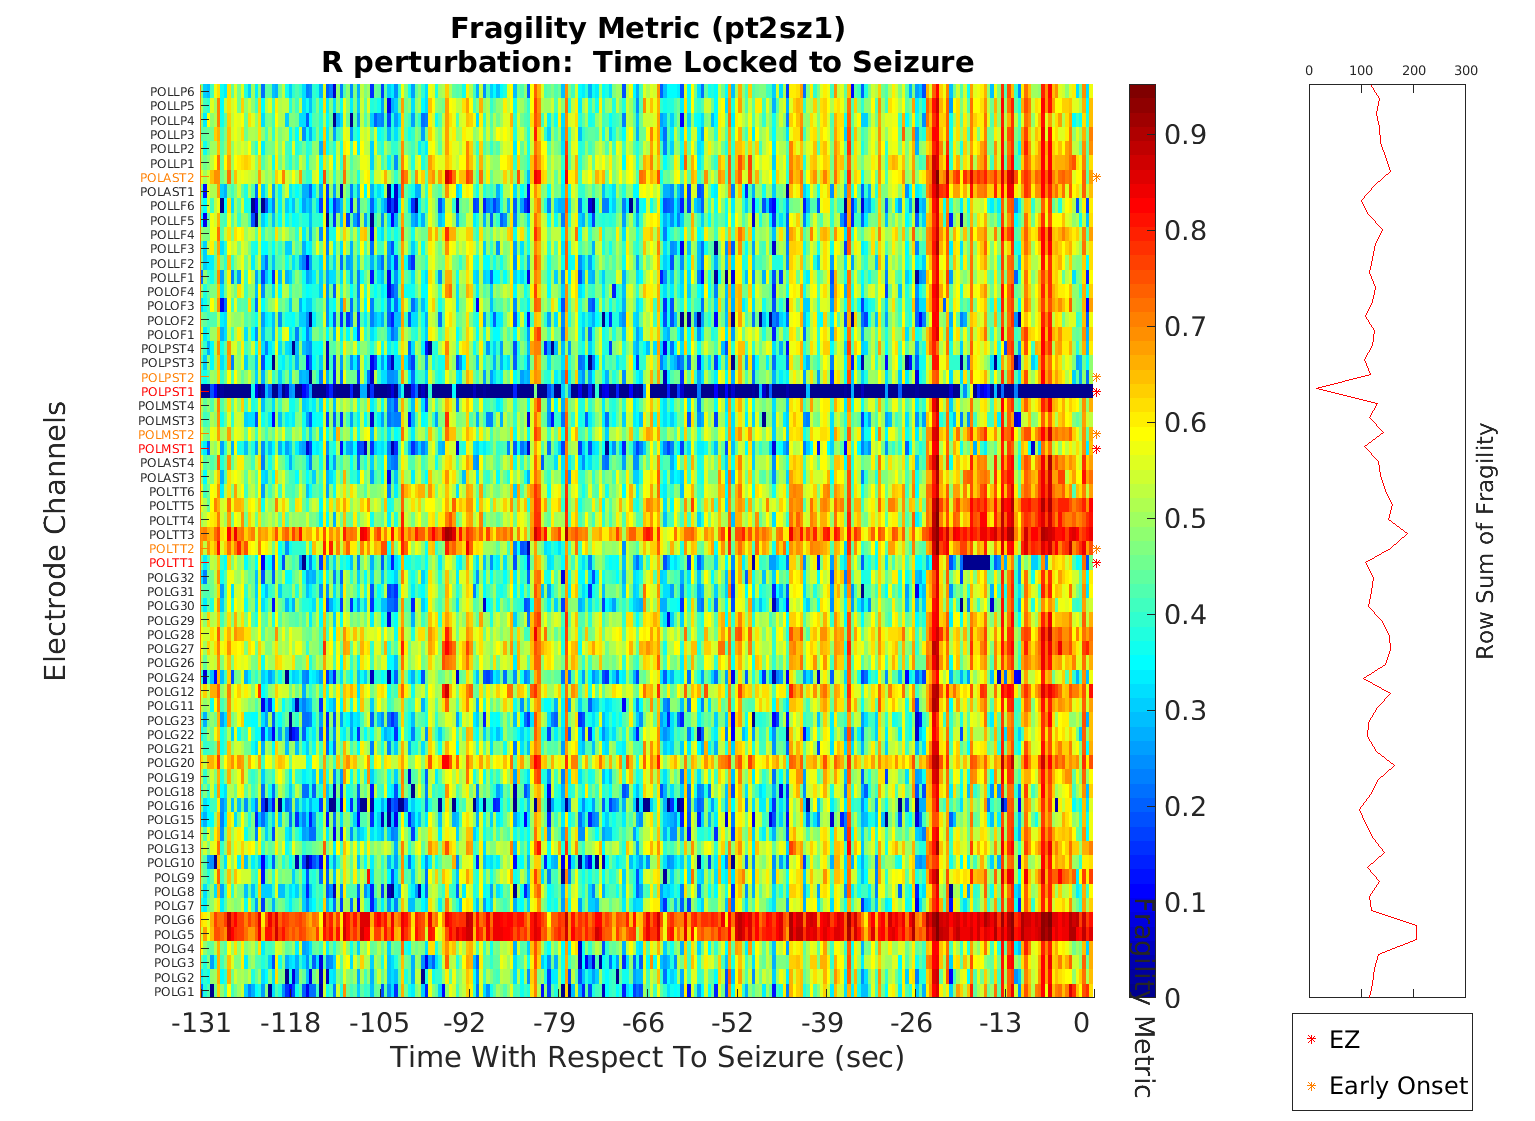 Fragility Metric (pt2sz1)
R perturbation:  Time Locked to Seizure
0 100 200 300
Electrode Channels
POLLP6
POLLP5
POLLP4
POLLP3
POLLP2
POLLP1
POLAST2
POLAST1
POLLF6
POLLF5
POLLF4
POLLF3
POLLF2
POLLF1
POLOF4
POLOF3
POLOF2
POLOF1
POLPST4
POLPST3
POLPST2
POLPST1
POLMST4
POLMST3
POLMST2
POLMST1
POLAST4
POLAST3
POLTT6
POLTT5
POLTT4
POLTT3
POLTT2
POLTT1
POLG32
POLG31
POLG30
POLG29
POLG28
POLG27
POLG26
POLG24
POLG12
POLG11
POLG23
POLG22
POLG21
POLG20
POLG19
POLG18
POLG16
POLG15
POLG14
POLG13
POLG10
POLG9
POLG8
POLG7
POLG6
POLG5
POLG4
POLG3
POLG2
POLG1
-131 -118 -105 -92 -79 -66 -52 -39 -26 -13 0
Time With Respect To Seizure (sec)
0.9
0.8
0.7
0.6
0.5
0.4
0.3
0.2
0.1
0
Fragility Metric
Row Sum of Fragility
EZ
Early Onset